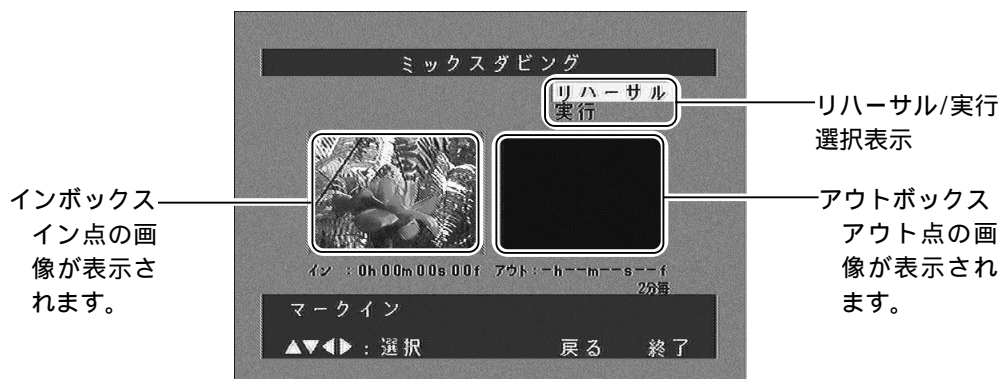 ミックスダビング
リハーサル
実行
リハーサル/実行
選択表示
インボックス
イン点の画
像が表示さ
れます。
アウトボックス
アウト点の画
像が表示され
ます。
イン :0h00m00s00f アウト:-h--m--s--f
2分毎
マークイン
▲▼◀▶:選択 戻る 終了